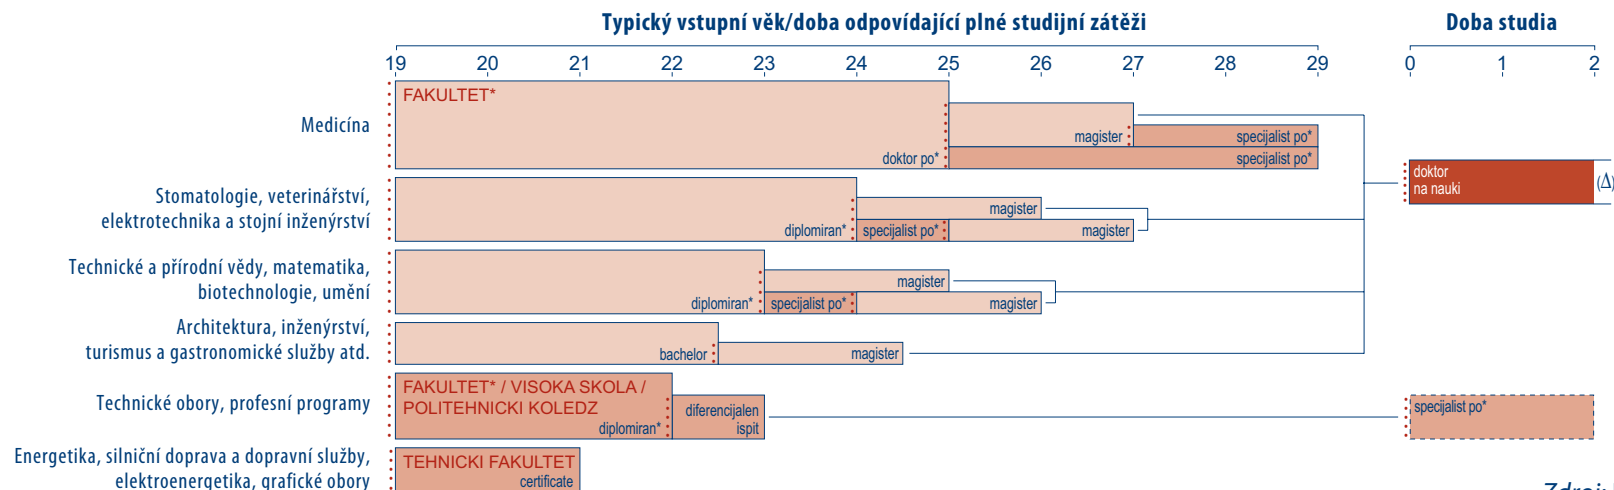 Typický vstupní věk/doba odpovídající plné studijní zátěži
Doba studia
19 20 21 22 23 24 25 26 27 28 29
0 1 2
Medicína
FAKULTET*
doktor po*
magister
specijalist po*
specijalist po*
doktor
na nauki
(Δ)
Stomatologie, veterinářství,
elektrotechnika a stojní inženýrství
diplomiran*
magister
specijalist po*
magister
Technické a přírodní vědy, matematika,
biotechnologie, umění
diplomiran*
magister
specijalist po*
magister
Architektura, inženýrství,
turismus a gastronomické služby atd.
bachelor
magister
Technické obory, profesní programy
FAKULTET* / VISOKA SKOLA /
POLITEHNICKI KOLEDZ
diplomiran*
diferencijalen
ispit
specijalist po*
Energetika, silniční doprava a dopravní služby,
elektroenergetika, grafické obory
TEHNICKI FAKULTET
certificate
Zdroj: